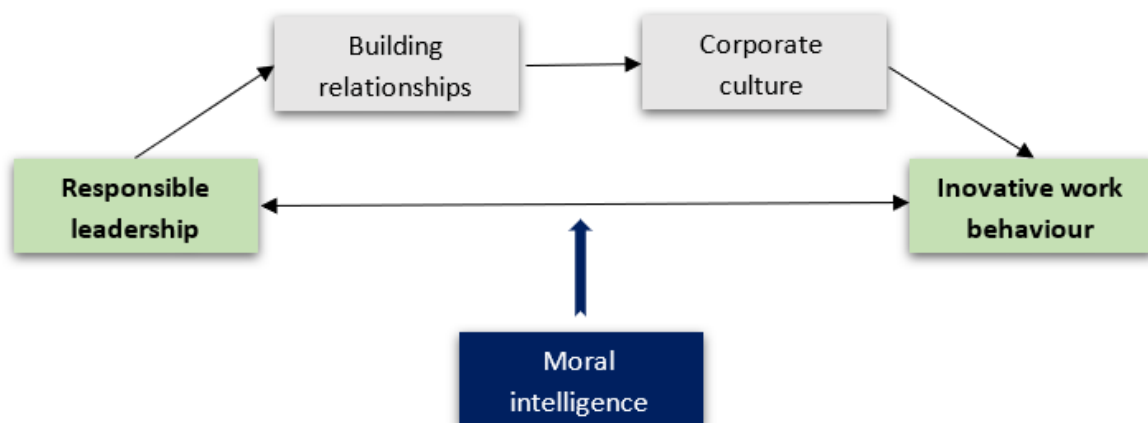 Building
relationships
Corporate
culture
Responsible
leadership
Inovative work
behaviour
Moral
intelligence